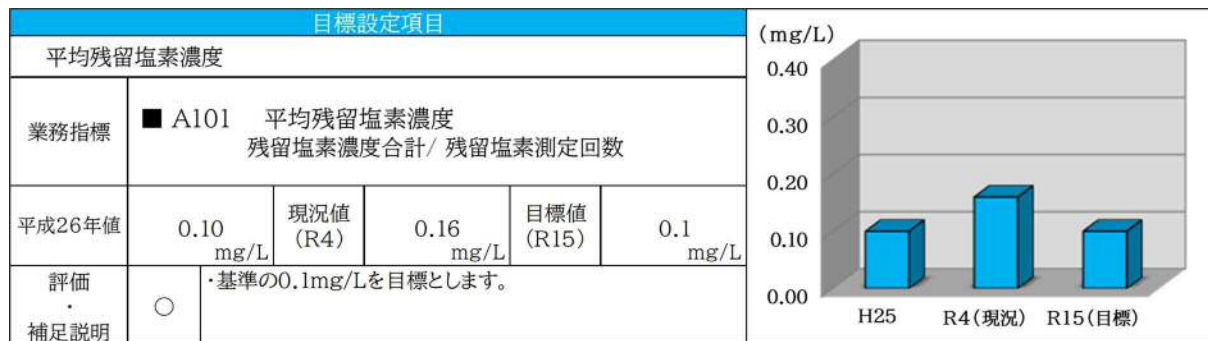 目標設定項目
平均残留塩素濃度
業務指標
■ A101 平均残留塩素濃度
残留塩素濃度合計/ 残留塩素測定回数
平成26年値
0.10
mg/L
現況値
(R4)
0.16
mg/L
目標値
(R15)
0.1
mg/L
評価
・
補足説明
○
・基準の0.1mg/Lを目標とします。
(mg/L)
0.40
0.30
0.20
0.10
0.00
H25
R4(現況)
R15(目標)